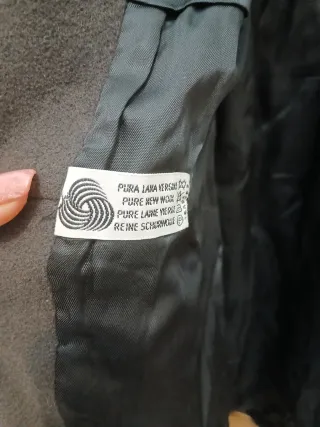 PURA LANA VERGINE
PURE NEW WOOL
PURE LAINE VIERGE
REINE SCHURWOLLE